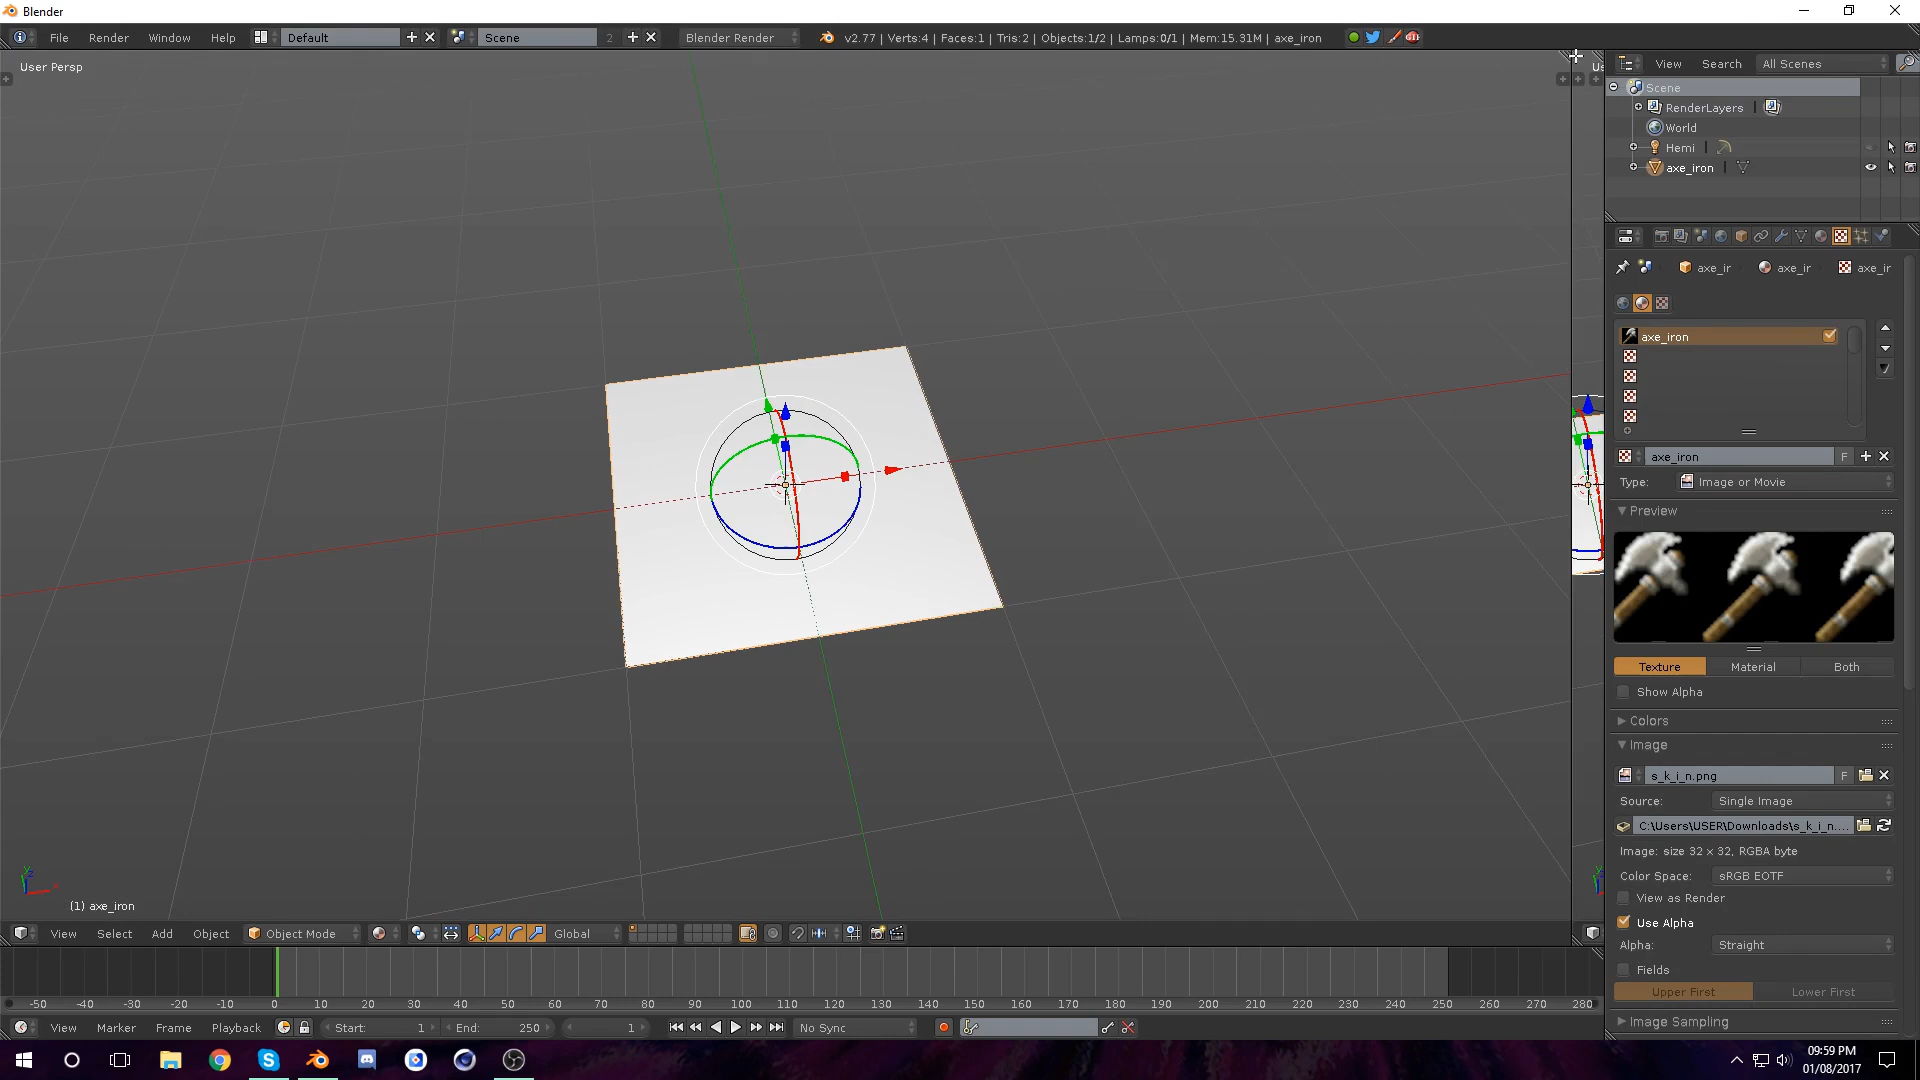 Blender
File Render Window Help Default Scene 2 Blender Render v2.77 | Verts:4 | Faces:1 | Tris:2 | Objects:1/2 | Lamps:0/1 | Mem:15.31M | axe_iron
User Persp
Us
View Search All Scenes
Scene
RenderLayers
World
Hemi
axe_iron
axe_ir axe_ir axe_ir
axe_iron
axe_iron F
Type: Image or Movie
Preview
Texture Material Both
Show Alpha
Colors
Image
s_k_i_n.png F
Source: Single Image
C:\Users\USER\Downloads\s_k_i_n....
Image: size 32 x 32, RGBA byte
Color Space: sRGB EOTF
View as Render
Use Alpha
Alpha: Straight
Fields
Upper First Lower First
Image Sampling
(1) axe_iron
View Select Add Object Object Mode Global
-50 -40 -30 -20 -10 0 10 20 30 40 50 60 70 80 90 100 110 120 130 140 150 160 170 180 190 200 210 220 230 240 250 260 270 280
View Marker Frame Playback Start: 1 End: 250 1 No Sync
09:59 PM
01/08/2017